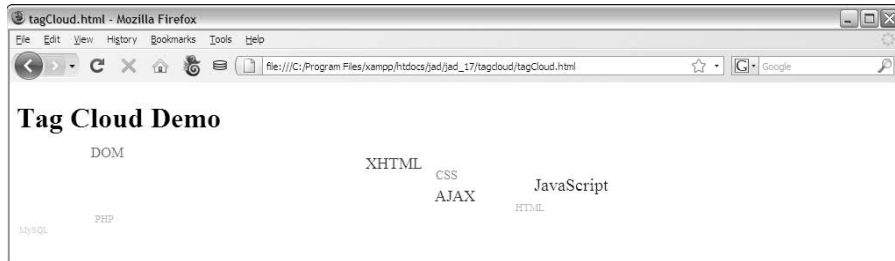 tagCloud.html - Mozilla Firefox
File Edit View History Bookmarks Tools Help
file:///C:/Program Files/xampp/htdocs/jad/jad_17/tagcloud/tagCloud.html G Google
Tag Cloud Demo
DOM
XHTML
CSS
JavaScript
AJAX
HTML
PHP
MySQL